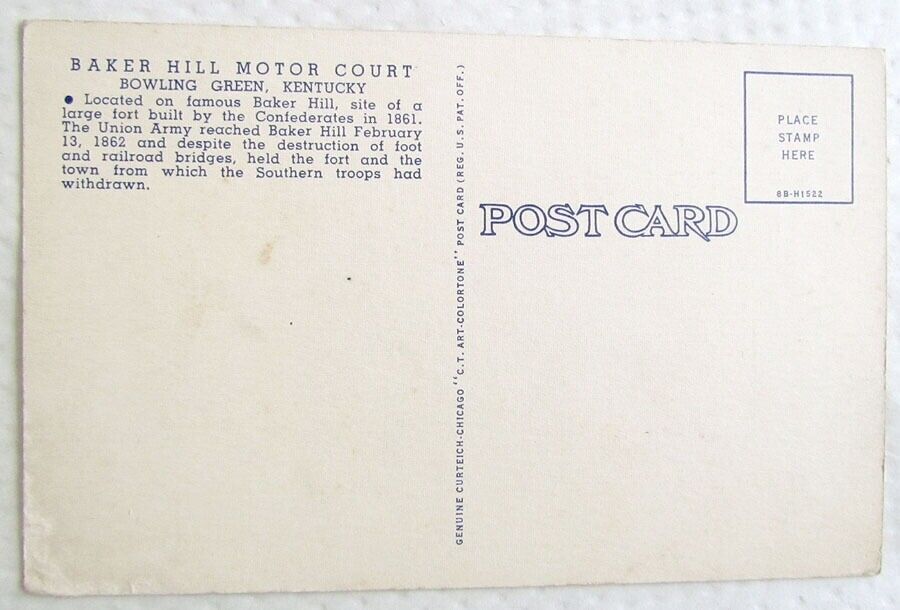 BAKER HILL MOTOR COURT
BOWLING GREEN, KENTUCKY
● Located on famous Baker Hill, site of a
large fort built by the Confederates in 1861.
The Union Army reached Baker Hill February
13, 1862 and despite the destruction of foot
and railroad bridges, held the fort and the
town from which the Southern troops had
withdrawn.
GENUINE CURTEICH-CHICAGO "C.T. ART-COLORTONE" POST CARD (REG. U.S. PAT. OFF.)
POST CARD
PLACE
STAMP
HERE
8B-H1522